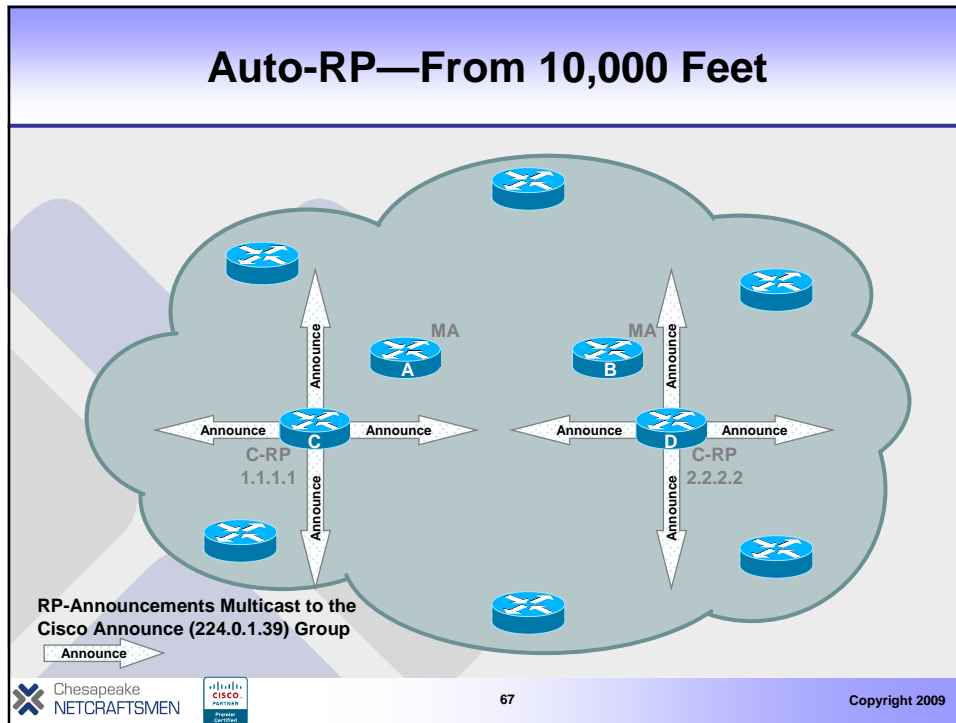 Auto-RP—From 10,000 Feet
MA
MA
A
B
Announce
Announce
Announce
Announce
Announce
Announce
C
D
C-RP
1.1.1.1
C-RP
2.2.2.2
Announce
Announce
RP-Announcements Multicast to the
Cisco Announce (224.0.1.39) Group
Announce
Chesapeake
NETCRAFTSMEN
CISCO
PARTNER
Premier
Certified
67
Copyright 2009